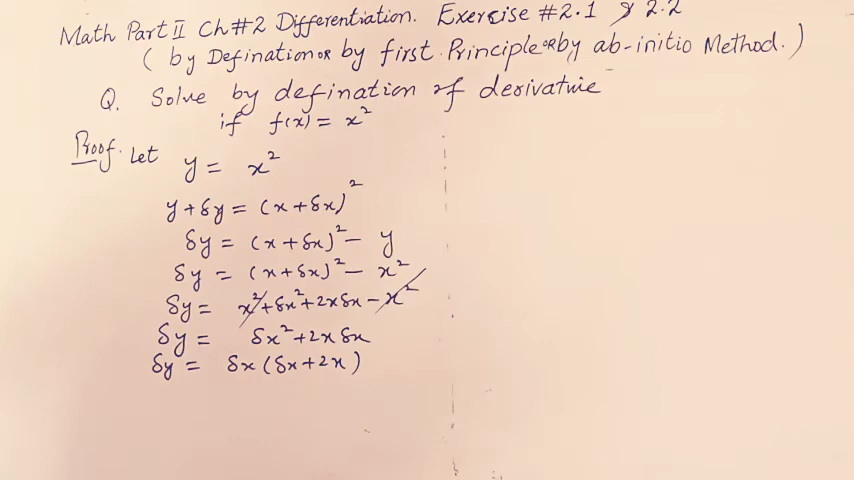 Math Part II Ch#2 Differentiation. Exercise #2.1 & 2.2
( by Defination OR by first Principle OR by ab-initio Method.)
Q. Solve by defination of derivative
if f(x) = x²
Proof. Let y = x²
y + δy = (x + δx)²
δy = (x + δx)² - y
δy = (x + δx)² - x²
δy = x² + δx² + 2xδx - x²
δy = δx² + 2xδx
δy = δx (δx + 2x)